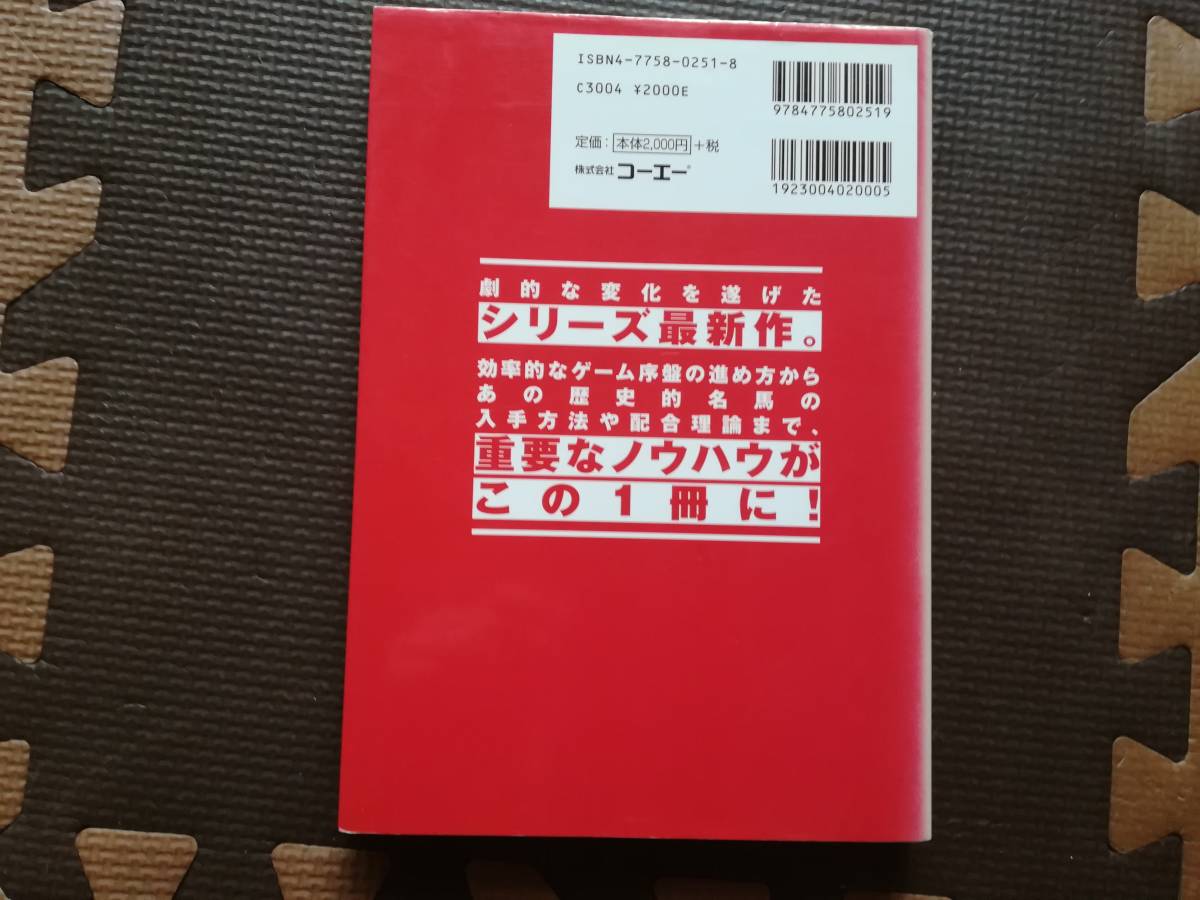 ISBN4-7758-0251-8
C3004 ¥2000E
9784775802519
定価：本体2,000円+税
株式会社コーエー®
1923004020005
劇的な変化を遂げた
シリーズ最新作。
効率的なゲーム序盤の進め方から
あの歴史的名馬の
入手方法や配合理論まで、
重要なノウハウが
この1冊に!